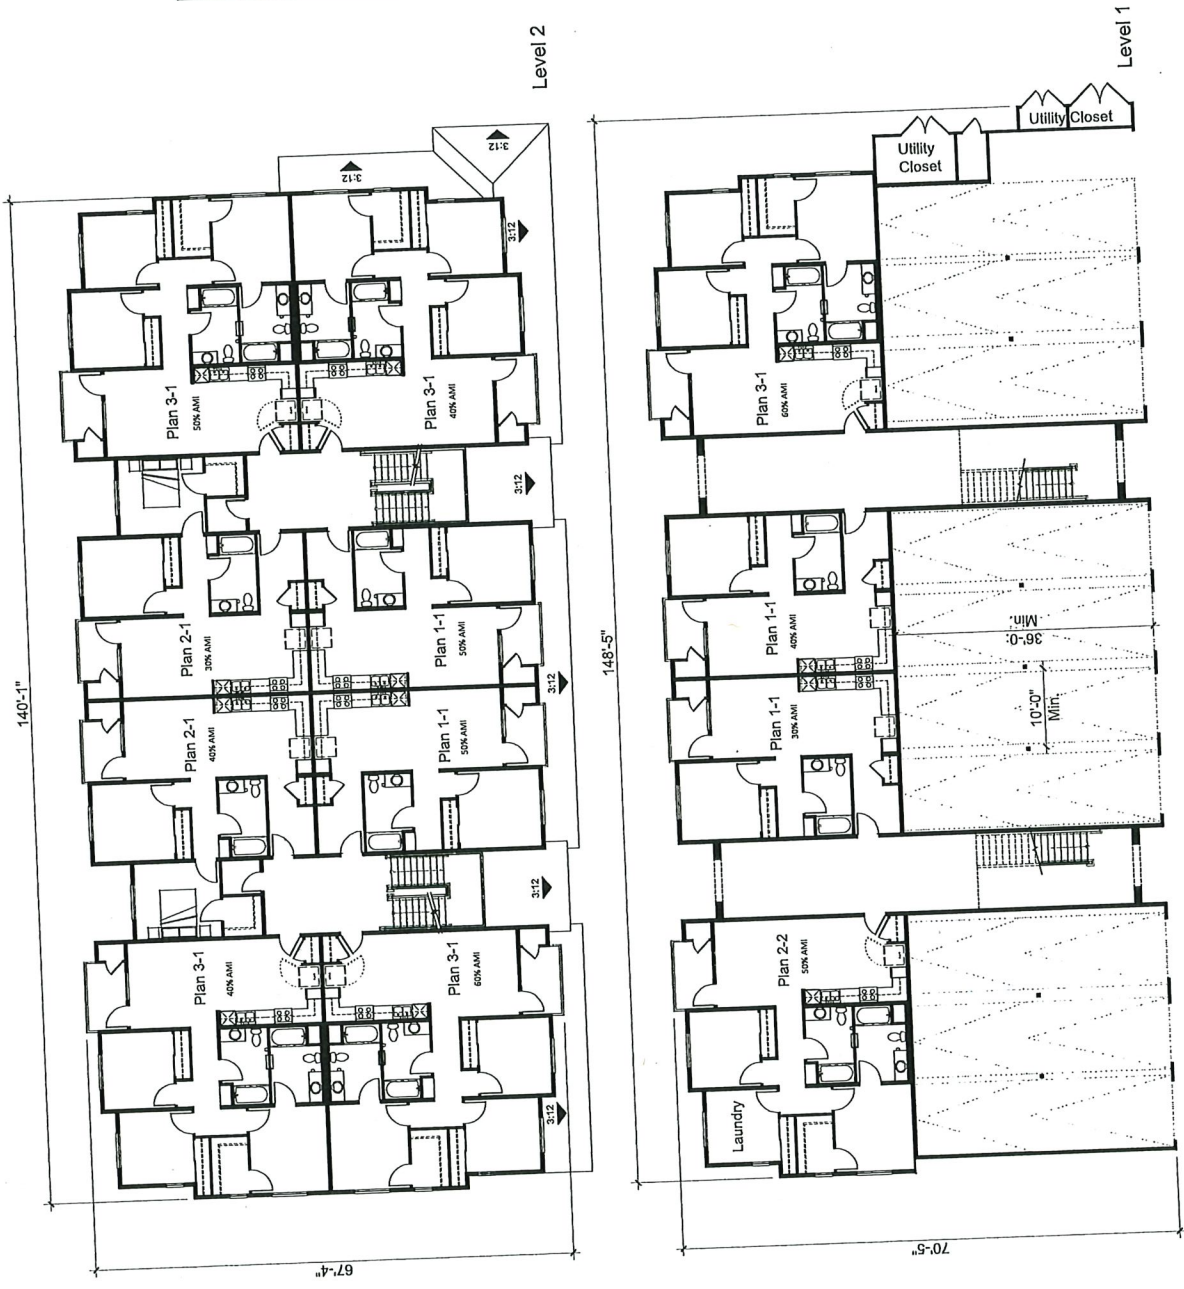 Level 2
140'-1"
3:12
3:12
3:12
Plan 3-1
50% AMI
Plan 3-1
40% AMI
3:12
Plan 2-1
30% AMI
Plan 1-1
50% AMI
3:12
Plan 2-1
40% AMI
Plan 1-1
50% AMI
3:12
Plan 3-1
40% AMI
Plan 3-1
60% AMI
3:12
67'-4"
Level 1
148'-5"
Utility
Closet
Utility Closet
Plan 3-1
60% AMI
Plan 1-1
40% AMI
36'-0:
Min.
Plan 1-1
30% AMI
10'-0"
Min.
Plan 2-2
50% AMI
Laundry
70'-5"